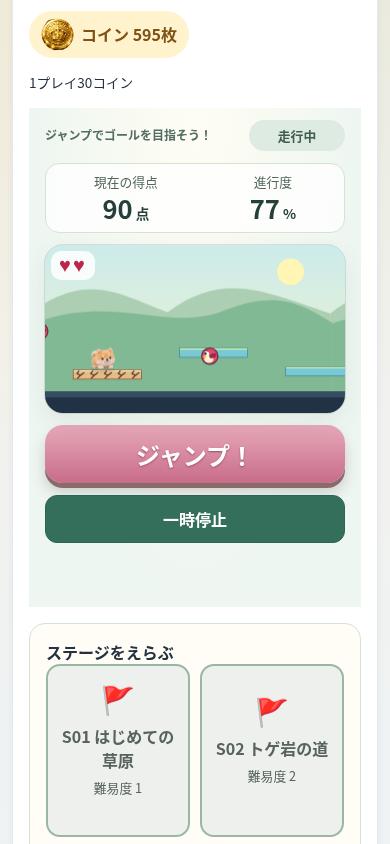 コイン 595枚
1プレイ30コイン
ジャンプでゴールを目指そう！
走行中
現在の得点
90 点
進行度
77 %
ジャンプ！
一時停止
ステージをえらぶ
S01 はじめての
草原
難易度 1
S02 トゲ岩の道
難易度 2